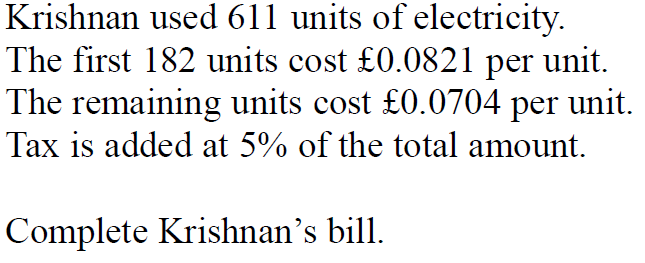 Krishnan used 611 units of electricity.
The first 182 units cost £0.0821 per unit.
The remaining units cost £0.0704 per unit.
Tax is added at 5% of the total amount.
Complete Krishnan’s bill.